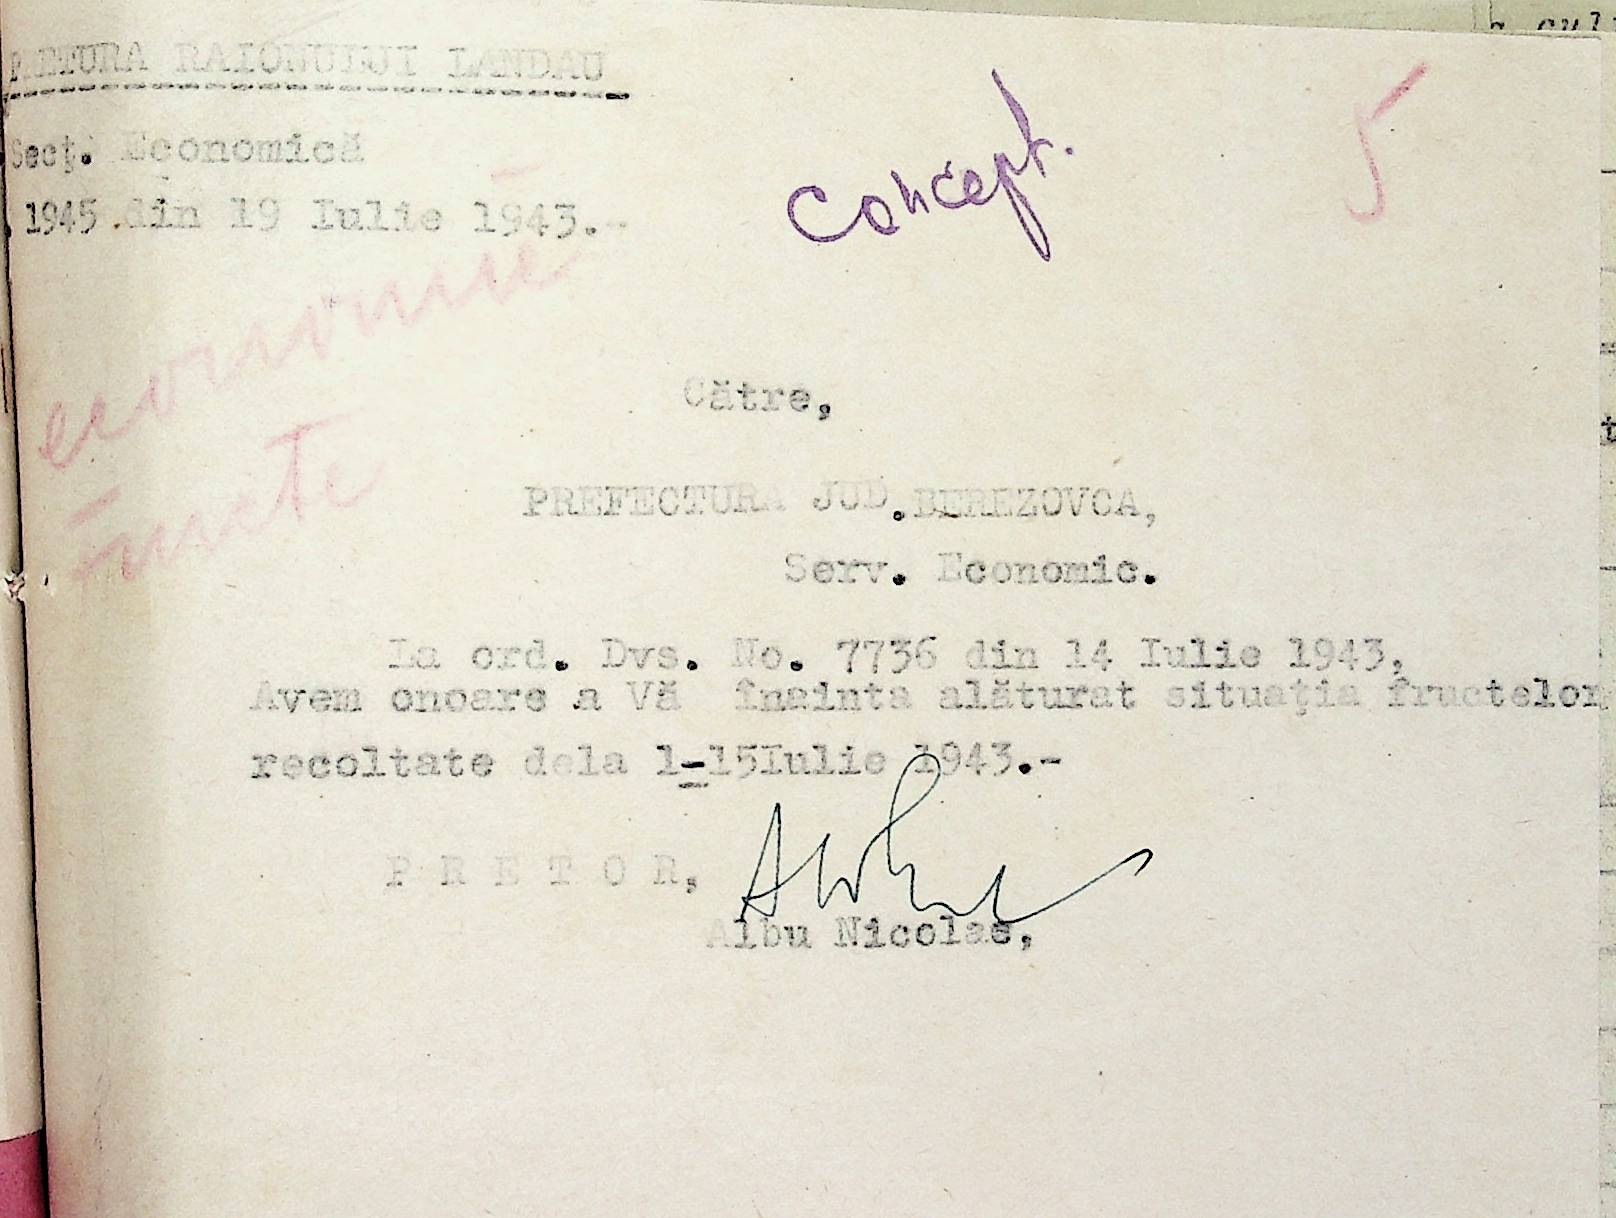 RETURA RAIONULUI LANDAU
Secţ. Economică
1945 din 19 Iulie 1943.-
Concept.
5
economie
Către,
PREFECTURA JUD.BEREZOVCA,
Serv. Economic.
La ord. Dvs. No. 7736 din 14 Iulie 1943,
Avem onoare a Vă înainta alăturat situaţia fructelor
recoltate dela 1-15Iulie 1943.-
P R E T O R,
Albu Nicolae,